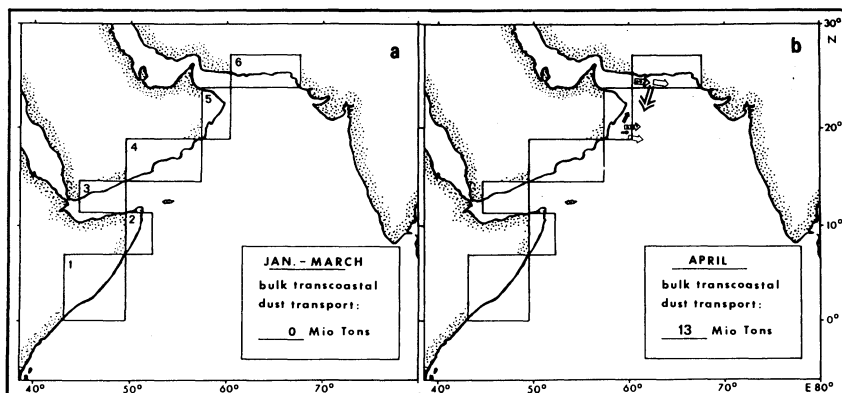 a
6
5
4
3
2
1
JAN. – MARCH
bulk transcoastal
dust transport:
0 Mio Tons
40° 50° 60° 70°
b
30°
N
20°
10°
0°
APRIL
bulk transcoastal
dust transport:
13 Mio Tons
40° 50° 60° 70° E 80°